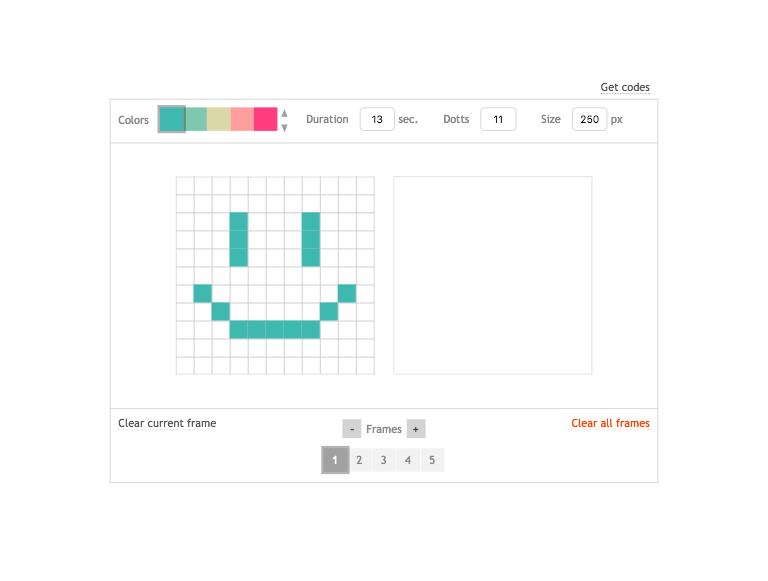 Get codes
Colors Duration 13 sec. Dotts 11 Size 250 px
Clear current frame - Frames + Clear all frames
1 2 3 4 5